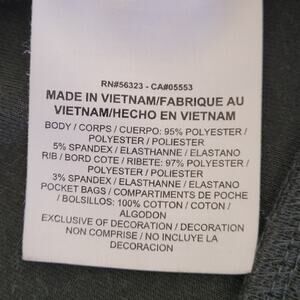 RN#56323 - CA#05553
MADE IN VIETNAM/FABRIQUE AU
VIETNAM/HECHO EN VIETNAM
BODY / CORPS / CUERPO: 95% POLYESTER /
POLYESTER / POLIESTER
5% SPANDEX / ELASTHANNE / ELASTANO
RIB / BORD COTE / RIBETE: 97% POLYESTER /
POLYESTER / POLIESTER
3% SPANDEX / ELASTHANNE / ELASTANO
POCKET BAGS / COMPARTIMENTS DE POCHE
/ BOLSILLOS: 100% COTTON / COTON /
ALGODON
EXCLUSIVE OF DECORATION / DECORATION
NON COMPRISE / NO INCLUYE LA
DECORACION